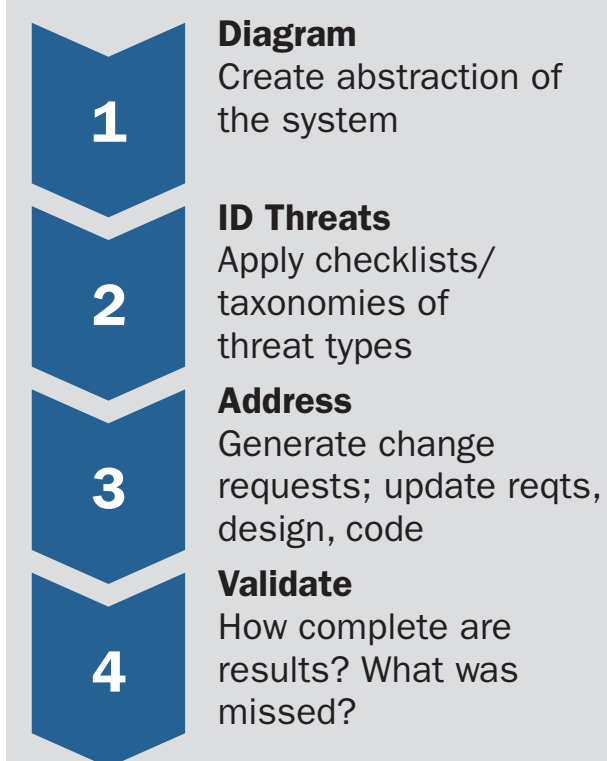 1
Diagram
Create abstraction of
the system
2
ID Threats
Apply checklists/
taxonomies of
threat types
3
Address
Generate change
requests; update reqts,
design, code
4
Validate
How complete are
results? What was
missed?